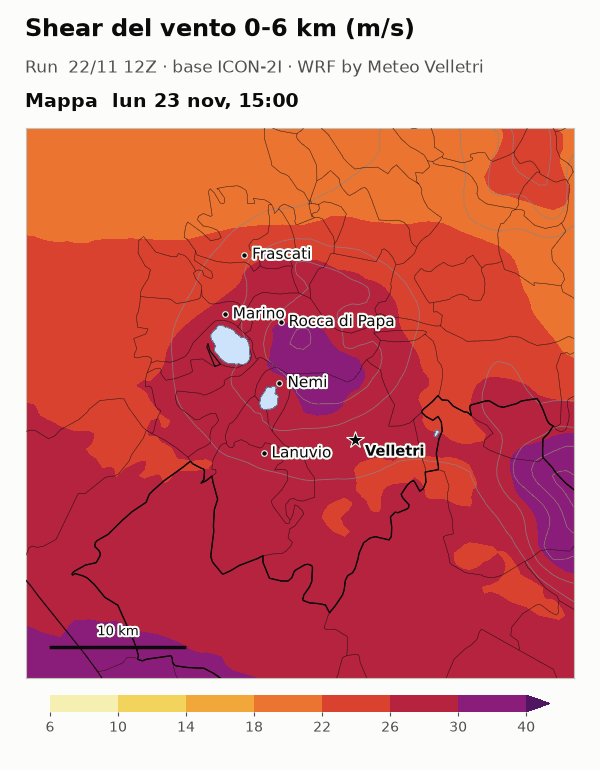 Shear del vento 0-6 km (m/s)
Run  22/11 12Z · base ICON-2I · WRF by Meteo Velletri
Mappa  lun 23 nov, 15:00
Frascati
Marino
Rocca di Papa
Nemi
Velletri
Lanuvio
10 km
6 10 14 18 22 26 30 40